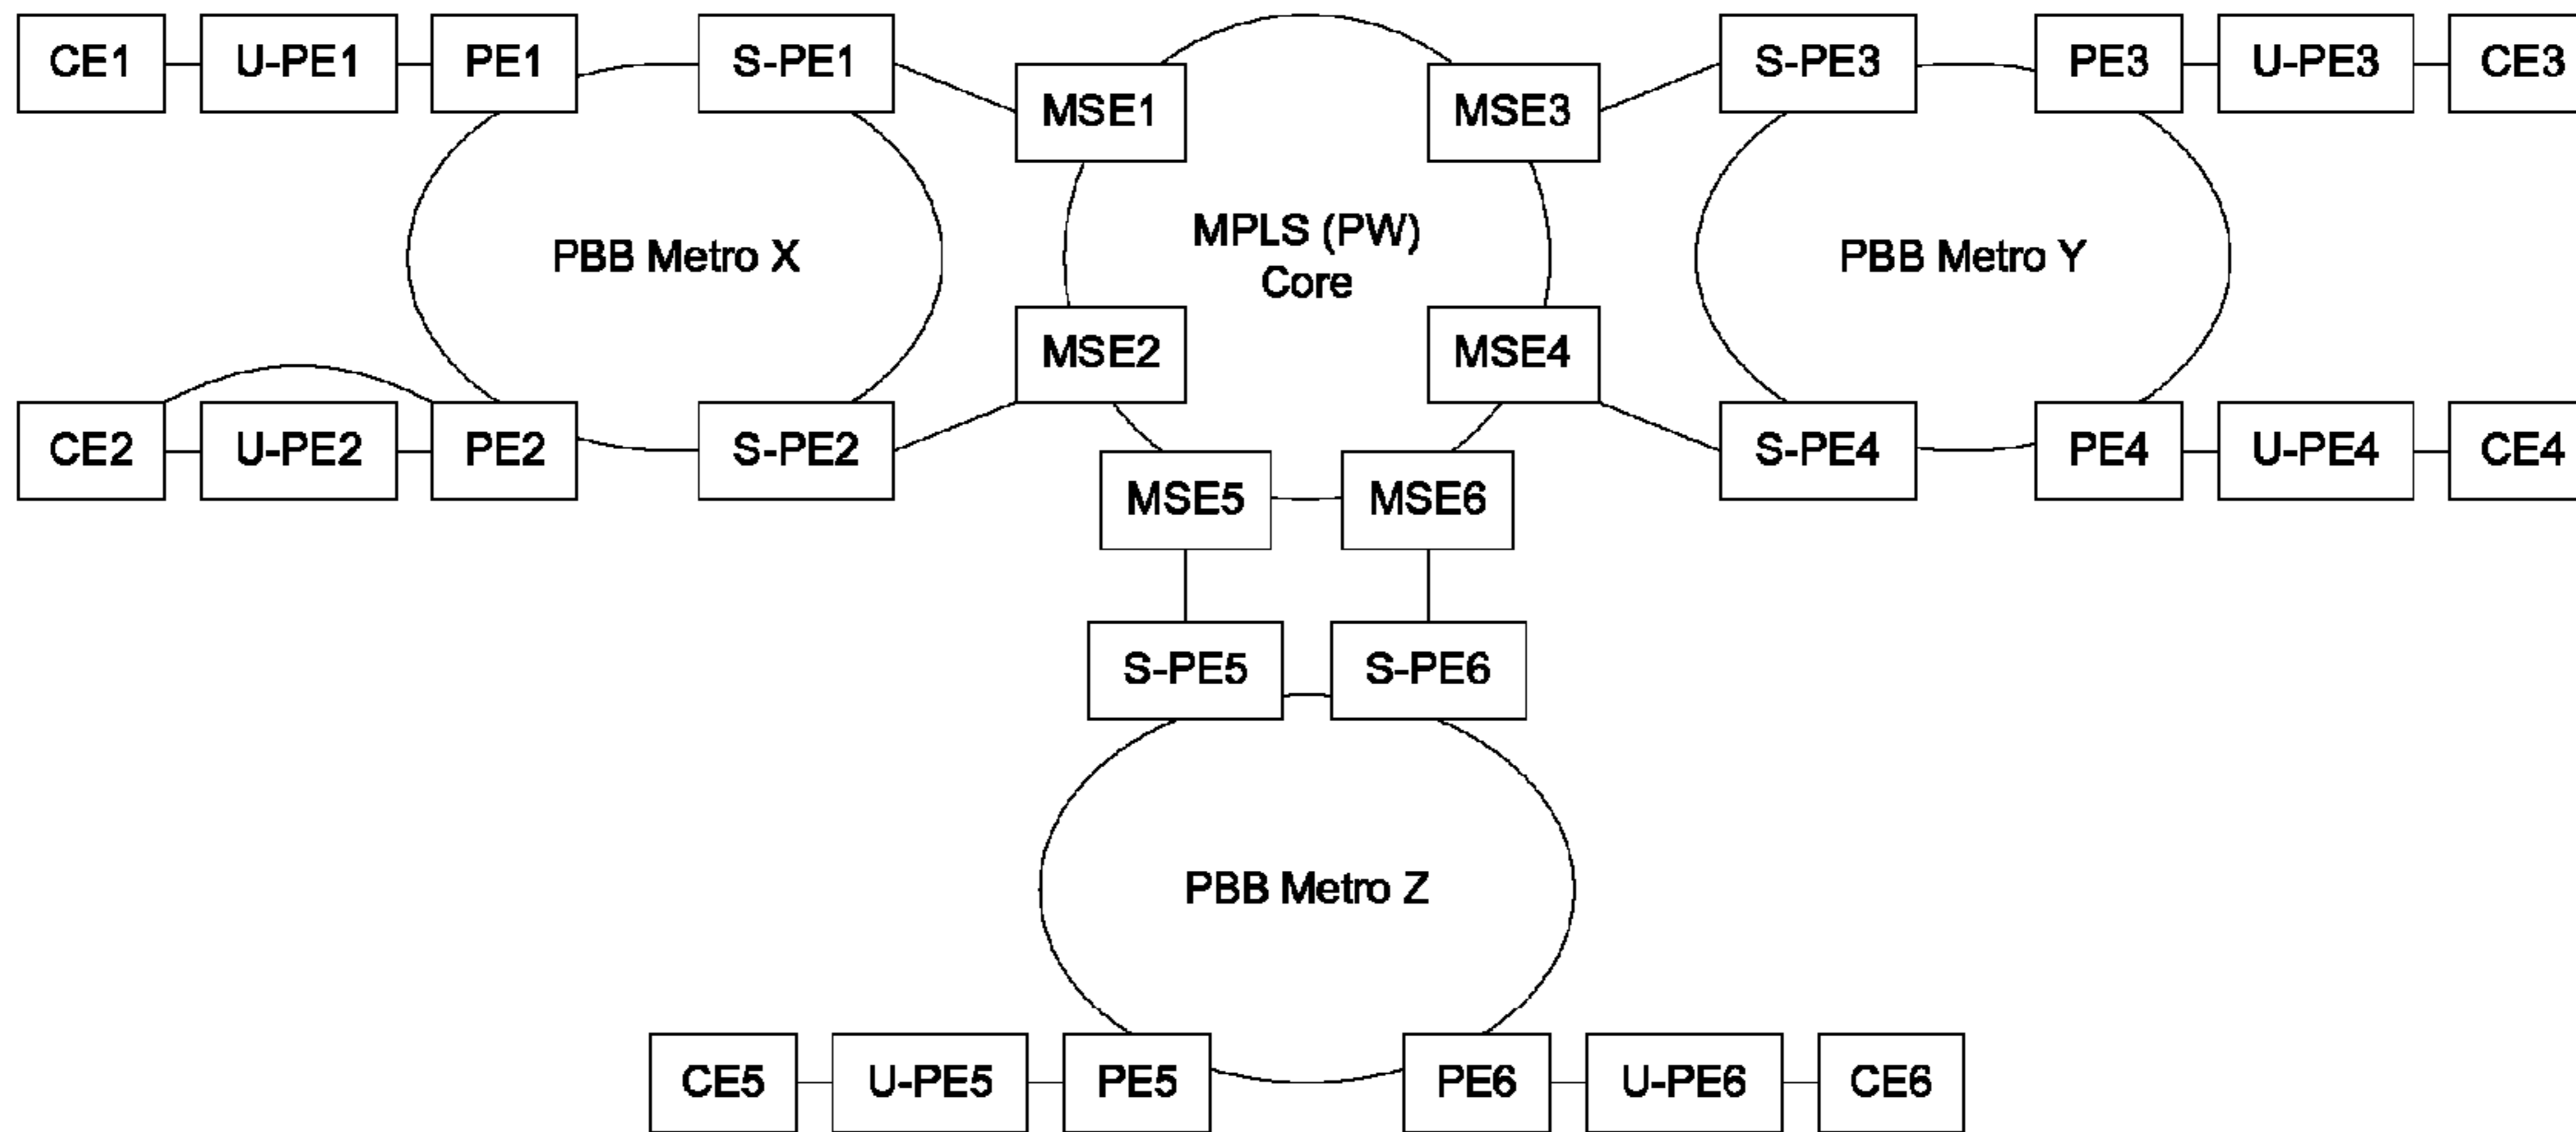 CE1
U-PE1
PE1
S-PE1
MSE1
MSE3
S-PE3
PE3
U-PE3
CE3
PBB Metro X
MPLS (PW)
Core
PBB Metro Y
MSE2
MSE4
CE2
U-PE2
PE2
S-PE2
S-PE4
PE4
U-PE4
CE4
MSE5
MSE6
S-PE5
S-PE6
PBB Metro Z
CE5
U-PE5
PE5
PE6
U-PE6
CE6